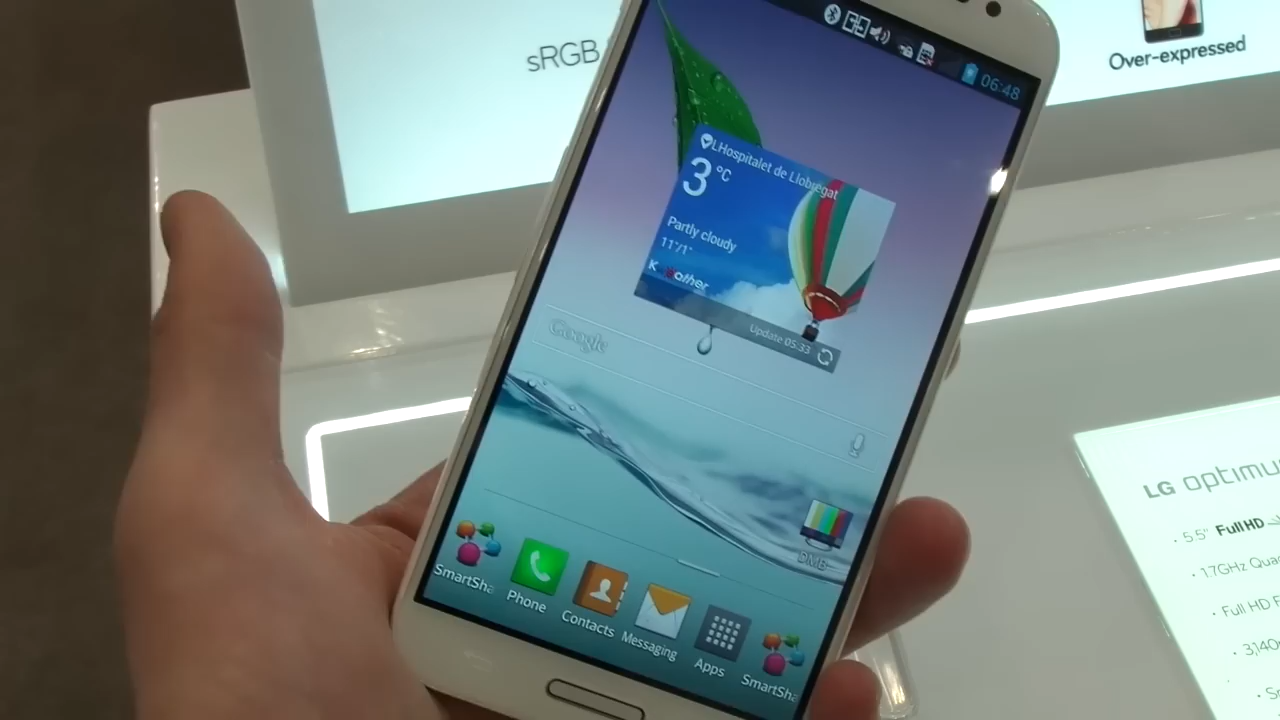 sRGB
Over-expressed
06:48
LHospitalet de Llobregat
3 °C
Partly cloudy
11°/1°
Update 05:33
Google
DMB
SmartSha
Phone
Contacts
Messaging
Apps
SmartSha
LG optimu
· 5.5" Full HD
· 1.7GHz Qua
· Full HD
· 3,140